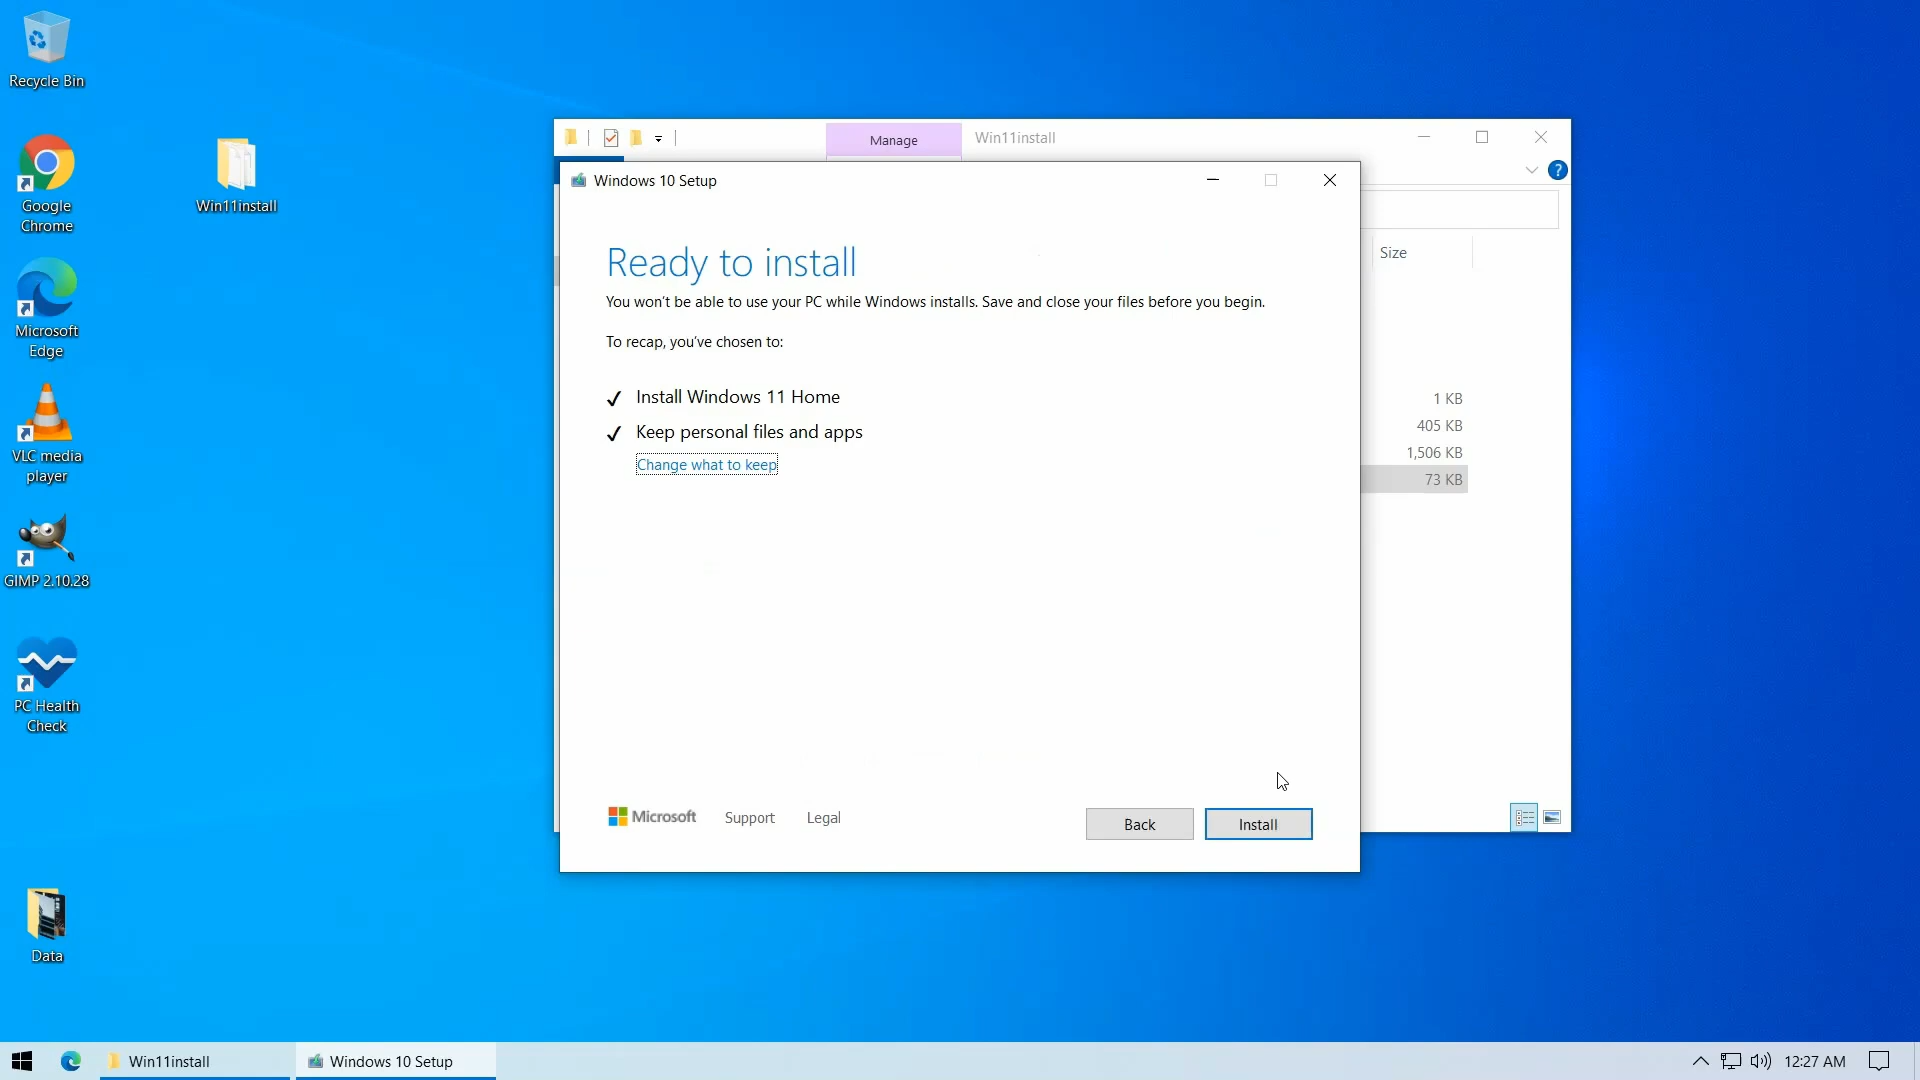 Recycle Bin
Google
Chrome
Win11install
Microsoft
Edge
VLC media
player
GIMP 2.10.28
PC Health
Check
Data
Manage
Win11install
?
Size
1 KB
405 KB
1,506 KB
73 KB
Windows 10 Setup
Ready to install
You won't be able to use your PC while Windows installs. Save and close your files before you begin.
To recap, you've chosen to:
Install Windows 11 Home
Keep personal files and apps
Change what to keep
Microsoft
Support
Legal
Back
Install
Win11install
Windows 10 Setup
12:27 AM